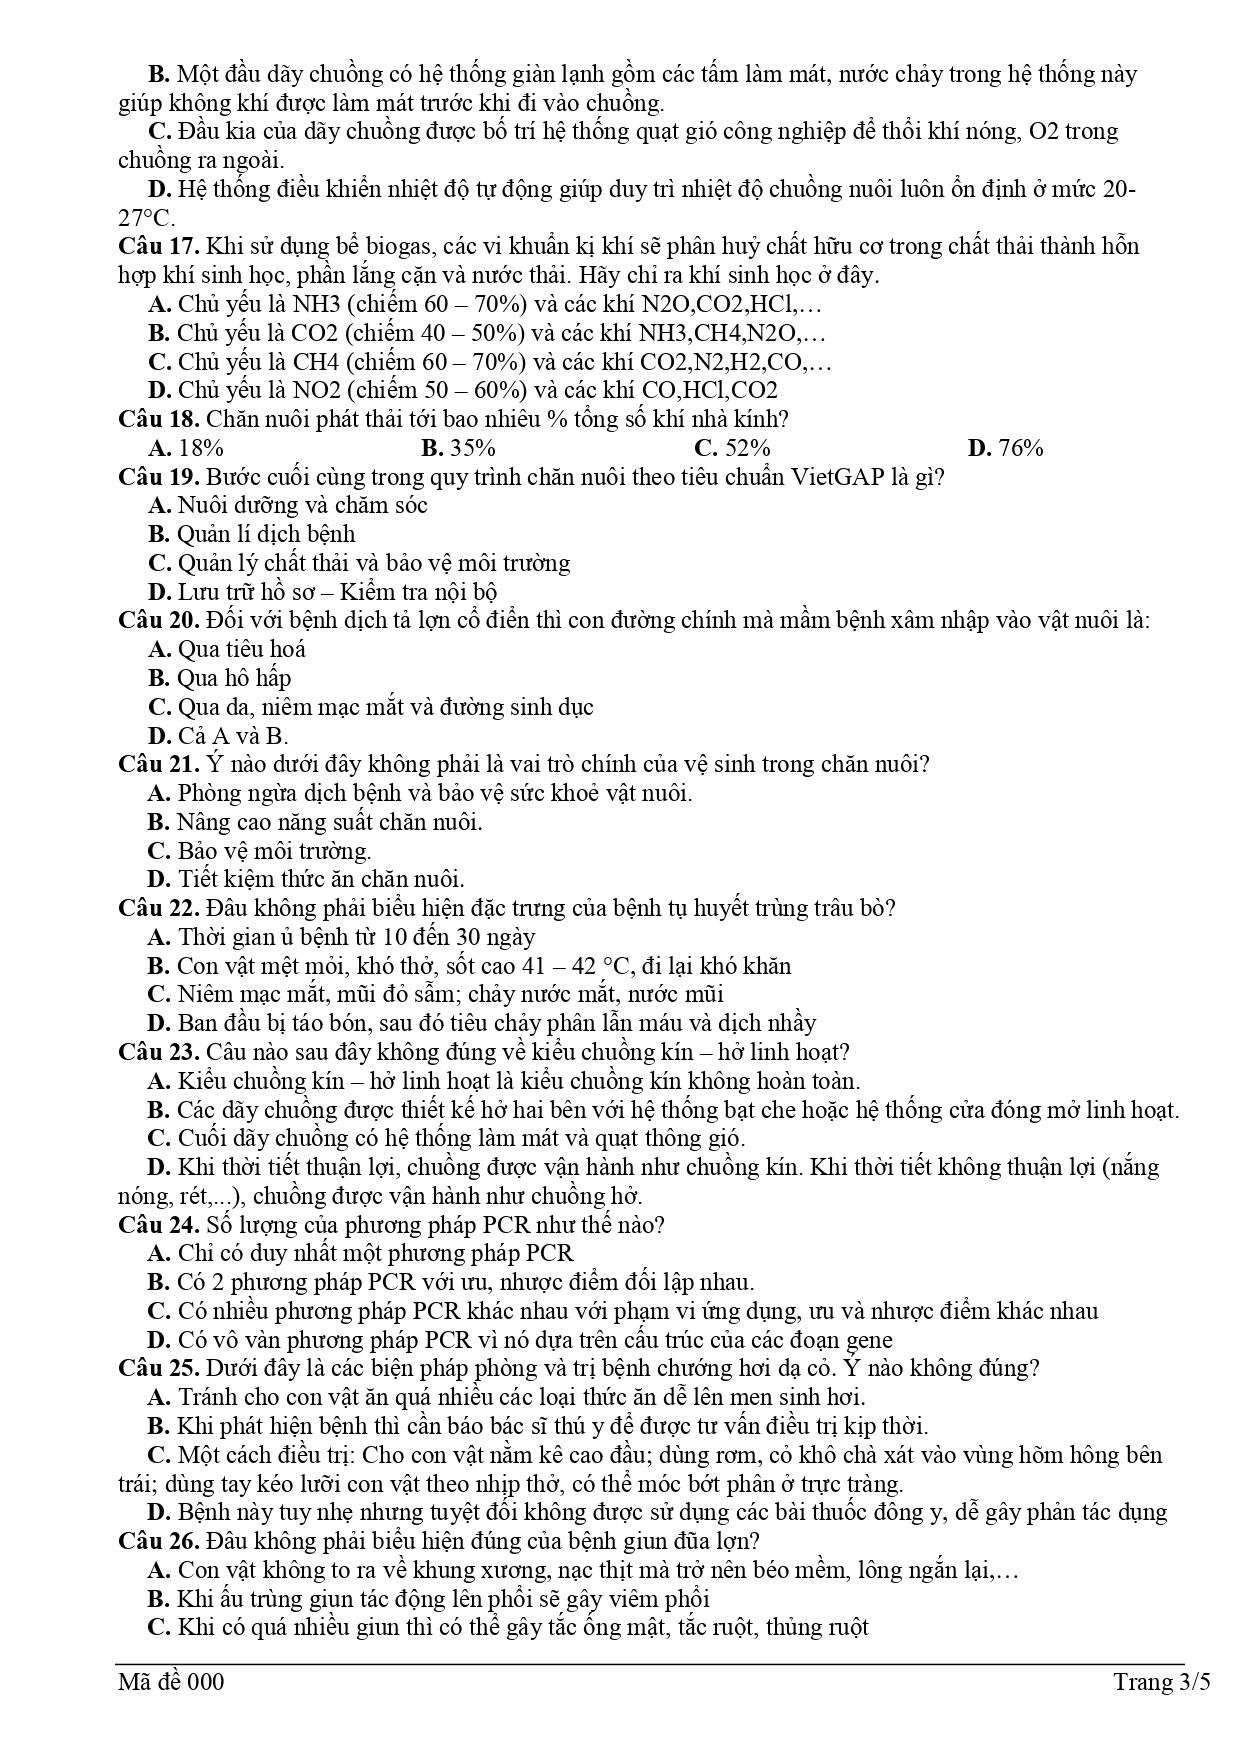 B. Một đầu dãy chuồng có hệ thống giàn lạnh gồm các tấm làm mát, nước chảy trong hệ thống này
giúp không khí được làm mát trước khi đi vào chuồng.
C. Đầu kia của dãy chuồng được bố trí hệ thống quạt gió công nghiệp để thổi khí nóng, O2 trong
chuồng ra ngoài.
D. Hệ thống điều khiển nhiệt độ tự động giúp duy trì nhiệt độ chuồng nuôi luôn ổn định ở mức 20-
27°C.
Câu 17. Khi sử dụng bể biogas, các vi khuẩn kị khí sẽ phân huỷ chất hữu cơ trong chất thải thành hỗn
hợp khí sinh học, phần lắng cặn và nước thải. Hãy chỉ ra khí sinh học ở đây.
A. Chủ yếu là NH3 (chiếm 60 – 70%) và các khí N2O,CO2,HCl,…
B. Chủ yếu là CO2 (chiếm 40 – 50%) và các khí NH3,CH4,N2O,…
C. Chủ yếu là CH4 (chiếm 60 – 70%) và các khí CO2,N2,H2,CO,…
D. Chủ yếu là NO2 (chiếm 50 – 60%) và các khí CO,HCl,CO2
Câu 18. Chăn nuôi phát thải tới bao nhiêu % tổng số khí nhà kính?
A. 18% B. 35% C. 52% D. 76%
Câu 19. Bước cuối cùng trong quy trình chăn nuôi theo tiêu chuẩn VietGAP là gì?
A. Nuôi dưỡng và chăm sóc
B. Quản lí dịch bệnh
C. Quản lý chất thải và bảo vệ môi trường
D. Lưu trữ hồ sơ – Kiểm tra nội bộ
Câu 20. Đối với bệnh dịch tả lợn cổ điển thì con đường chính mà mầm bệnh xâm nhập vào vật nuôi là:
A. Qua tiêu hoá
B. Qua hô hấp
C. Qua da, niêm mạc mắt và đường sinh dục
D. Cả A và B.
Câu 21. Ý nào dưới đây không phải là vai trò chính của vệ sinh trong chăn nuôi?
A. Phòng ngừa dịch bệnh và bảo vệ sức khoẻ vật nuôi.
B. Nâng cao năng suất chăn nuôi.
C. Bảo vệ môi trường.
D. Tiết kiệm thức ăn chăn nuôi.
Câu 22. Đâu không phải biểu hiện đặc trưng của bệnh tụ huyết trùng trâu bò?
A. Thời gian ủ bệnh từ 10 đến 30 ngày
B. Con vật mệt mỏi, khó thở, sốt cao 41 – 42 °C, đi lại khó khăn
C. Niêm mạc mắt, mũi đỏ sẫm; chảy nước mắt, nước mũi
D. Ban đầu bị táo bón, sau đó tiêu chảy phân lẫn máu và dịch nhầy
Câu 23. Câu nào sau đây không đúng về kiểu chuồng kín – hở linh hoạt?
A. Kiểu chuồng kín – hở linh hoạt là kiểu chuồng kín không hoàn toàn.
B. Các dãy chuồng được thiết kế hở hai bên với hệ thống bạt che hoặc hệ thống cửa đóng mở linh hoạt.
C. Cuối dãy chuồng có hệ thống làm mát và quạt thông gió.
D. Khi thời tiết thuận lợi, chuồng được vận hành như chuồng kín. Khi thời tiết không thuận lợi (nắng
nóng, rét,...), chuồng được vận hành như chuồng hở.
Câu 24. Số lượng của phương pháp PCR như thế nào?
A. Chỉ có duy nhất một phương pháp PCR
B. Có 2 phương pháp PCR với ưu, nhược điểm đối lập nhau.
C. Có nhiều phương pháp PCR khác nhau với phạm vi ứng dụng, ưu và nhược điểm khác nhau
D. Có vô vàn phương pháp PCR vì nó dựa trên cấu trúc của các đoạn gene
Câu 25. Dưới đây là các biện pháp phòng và trị bệnh chướng hơi dạ cỏ. Ý nào không đúng?
A. Tránh cho con vật ăn quá nhiều các loại thức ăn dễ lên men sinh hơi.
B. Khi phát hiện bệnh thì cần báo bác sĩ thú y để được tư vấn điều trị kịp thời.
C. Một cách điều trị: Cho con vật nằm kê cao đầu; dùng rơm, cỏ khô chà xát vào vùng hõm hông bên
trái; dùng tay kéo lưỡi con vật theo nhịp thở, có thể móc bớt phân ở trực tràng.
D. Bệnh này tuy nhẹ nhưng tuyệt đối không được sử dụng các bài thuốc đông y, dễ gây phản tác dụng
Câu 26. Đâu không phải biểu hiện đúng của bệnh giun đũa lợn?
A. Con vật không to ra về khung xương, nạc thịt mà trở nên béo mềm, lông ngắn lại,…
B. Khi ấu trùng giun tác động lên phổi sẽ gây viêm phổi
C. Khi có quá nhiều giun thì có thể gây tắc ống mật, tắc ruột, thủng ruột
Mã đề 000 Trang 3/5